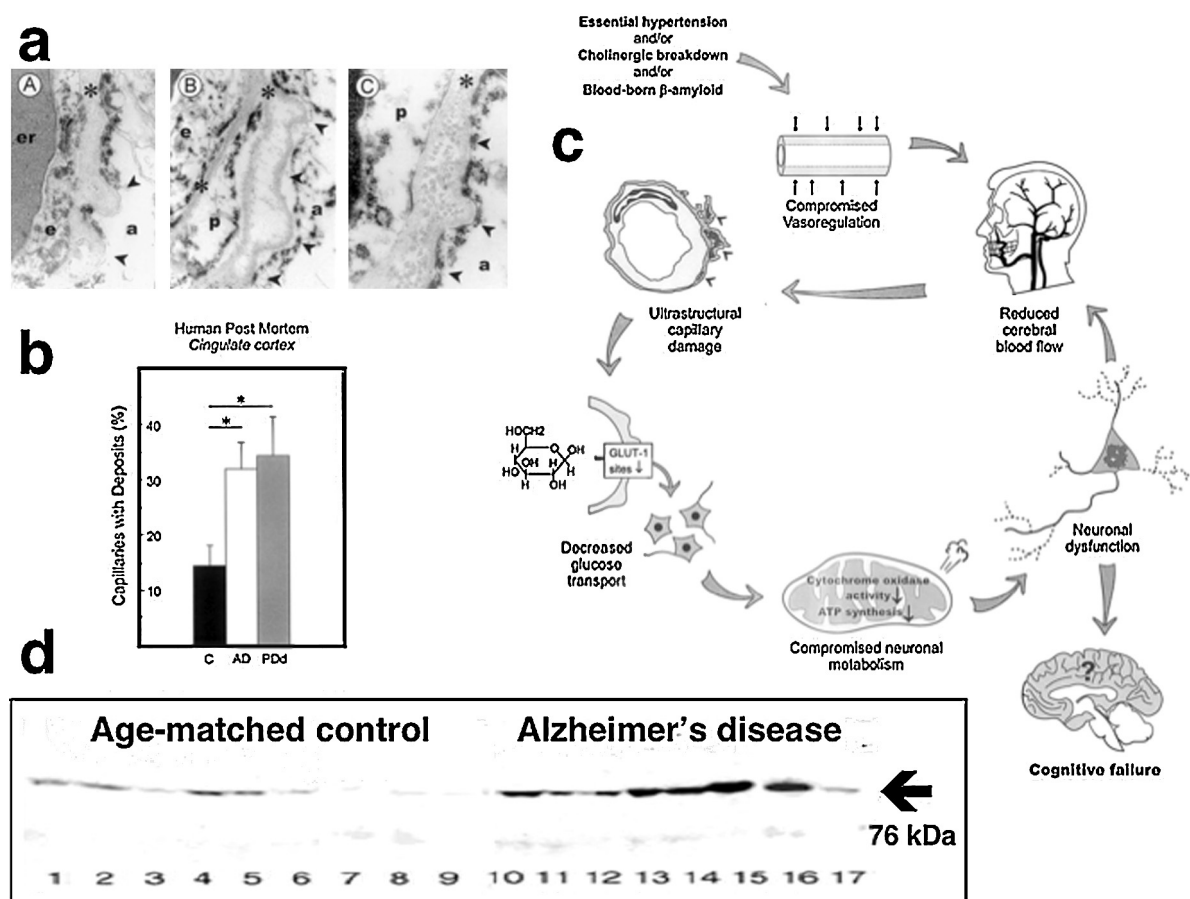 a
A
*
er
e
a
B
*
e
*
p
a
C
*
p
a
b
Human Post Mortem
Cingulate cortex
Capillaries with Deposits (%)
40
30
20
10
*
*
C AD PDd
c
Essential hypertension
and/or
Cholinergic breakdown
and/or
Blood-born β-amyloid
Compromised
Vasoregulation
Reduced
cerebral
blood flow
Ultrastructural
capillary
damage
HOCH2
H
O
OH
H
OH
H
HO
H
H
OH
GLUT-1
sites ↓
Decreased
glucose
transport
Cytochrome oxidase
activity↓
ATP synthesis↓
Compromised neuronal
metabolism
Neuronal
dysfunction
?
Cognitive failure
d
Age-matched control
Alzheimer's disease
76 kDa
1 2 3 4 5 6 7 8 9 10 11 12 13 14 15 16 17